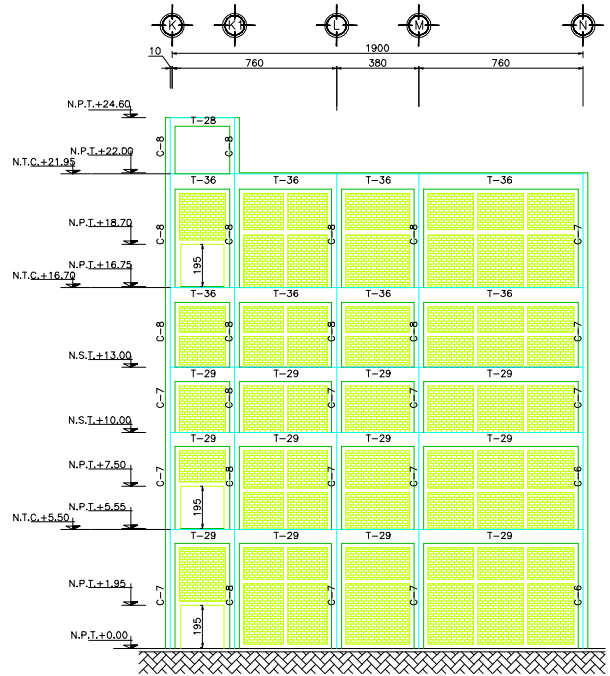 K K1 L M N
1900
10 760 380 760
N.P.T.+24.60
T-28
C-8 C-8
N.P.T.+22.00
N.T.C.+21.95
T-36 T-36 T-36 T-36
N.P.T.+18.70
C-8 C-8 C-8 C-8 C-7
195
N.P.T.+16.75
N.T.C.+16.70
T-36 T-36 T-36 T-36
C-8 C-8 C-8 C-8 C-7
N.S.T.+13.00
T-29 T-29 T-29 T-29
C-7 C-8 C-7 C-7 C-7
N.S.T.+10.00
T-29 T-29 T-29 T-29
N.P.T.+7.50
C-7 C-8 C-7 C-7 C-6
195
N.P.T.+5.55
N.T.C.+5.50
T-29 T-29 T-29 T-29
N.P.T.+1.95
C-7 C-8 C-7 C-7 C-6
195
N.P.T.+0.00